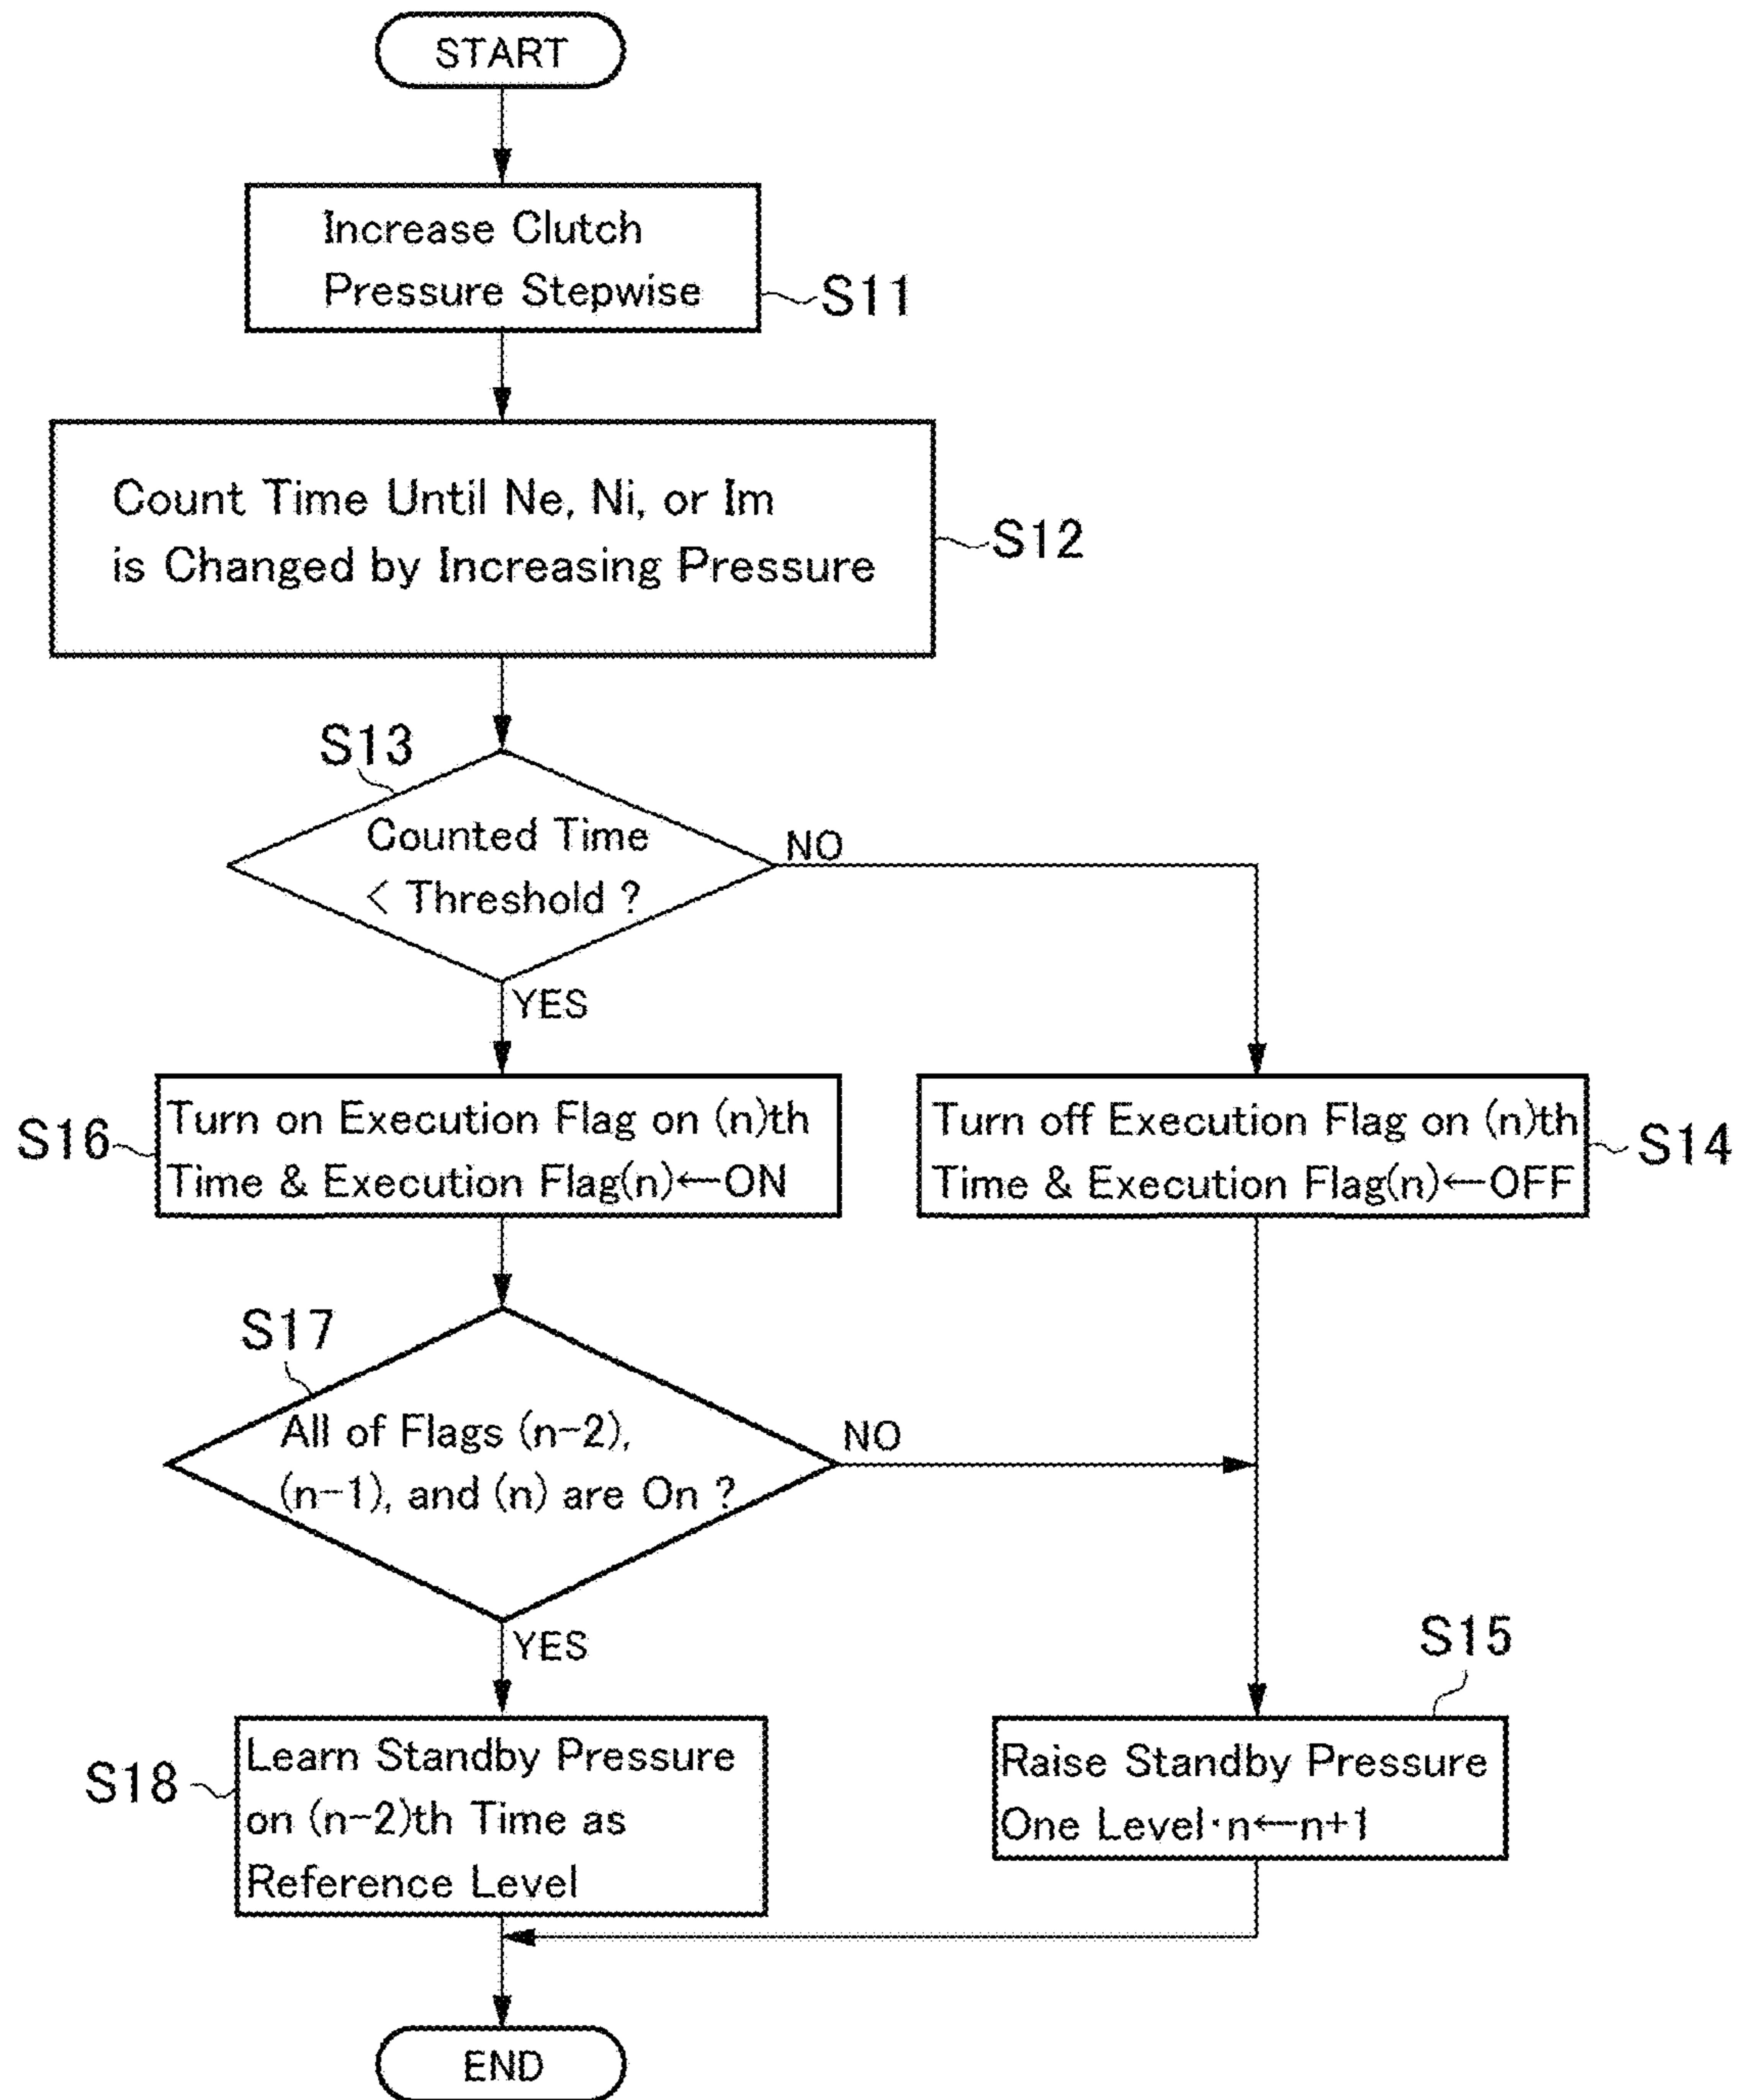 START
Increase Clutch
Pressure Stepwise
S11
Count Time Until Ne, Ni, or Im
is Changed by Increasing Pressure
S12
S13
Counted Time
< Threshold ?
NO
YES
S16
Turn on Execution Flag on (n)th
Time & Execution Flag(n)←ON
Turn off Execution Flag on (n)th
Time & Execution Flag(n)←OFF
S14
S17
All of Flags (n-2),
(n-1), and (n) are On ?
NO
YES
S15
S18
Learn Standby Pressure
on (n-2)th Time as
Reference Level
Raise Standby Pressure
One Level・n←n+1
END